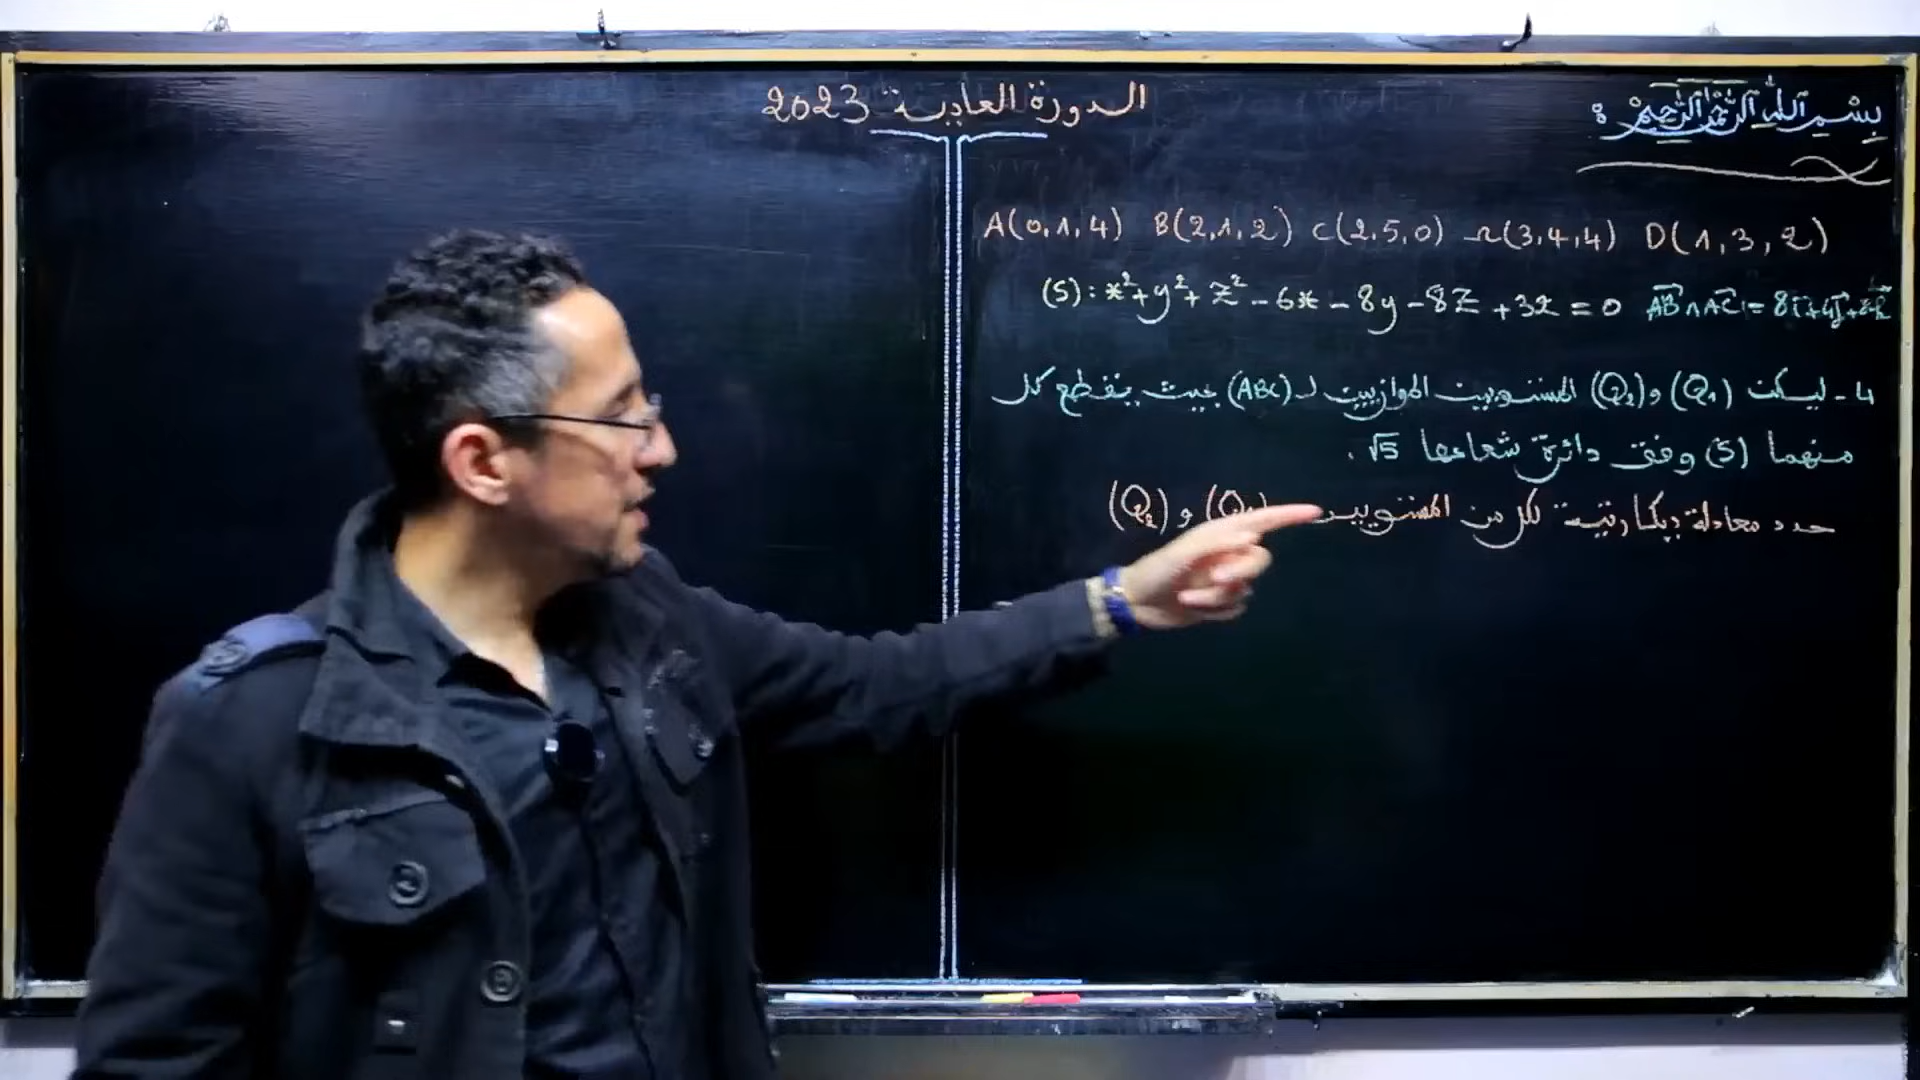 بسم الله الرحمن الرحيم :
الدورة العادية 2023
A(0,1,4) B(2,1,2) C(2,5,0) Ω(3,4,4) D(1,3,2)
(S): x²+y²+z²-6x-8y-8z+32=0 AB⃗∧AC⃗=8i⃗+4j⃗+8k⃗
4- ليكن (Q₁) و(Q₂) المستويين الموازيين لـ (ABC) بحيث يقطع كل
منهما (S) وفق دائرة شعاعها √5.
حدد معادلة ديكارتية لكل من المستويين (Q₁) و (Q₂)